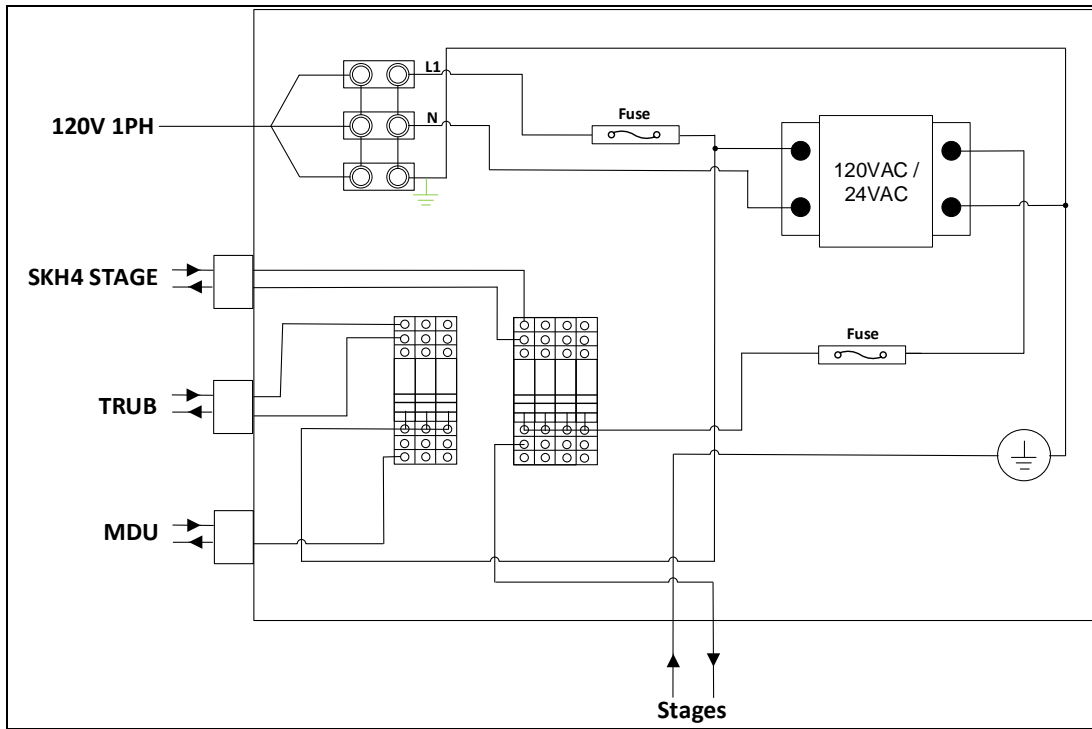 L1
Fuse
120V 1PH
N
120VAC /
24VAC
SKH4 STAGE
Fuse
TRUB
MDU
Stages